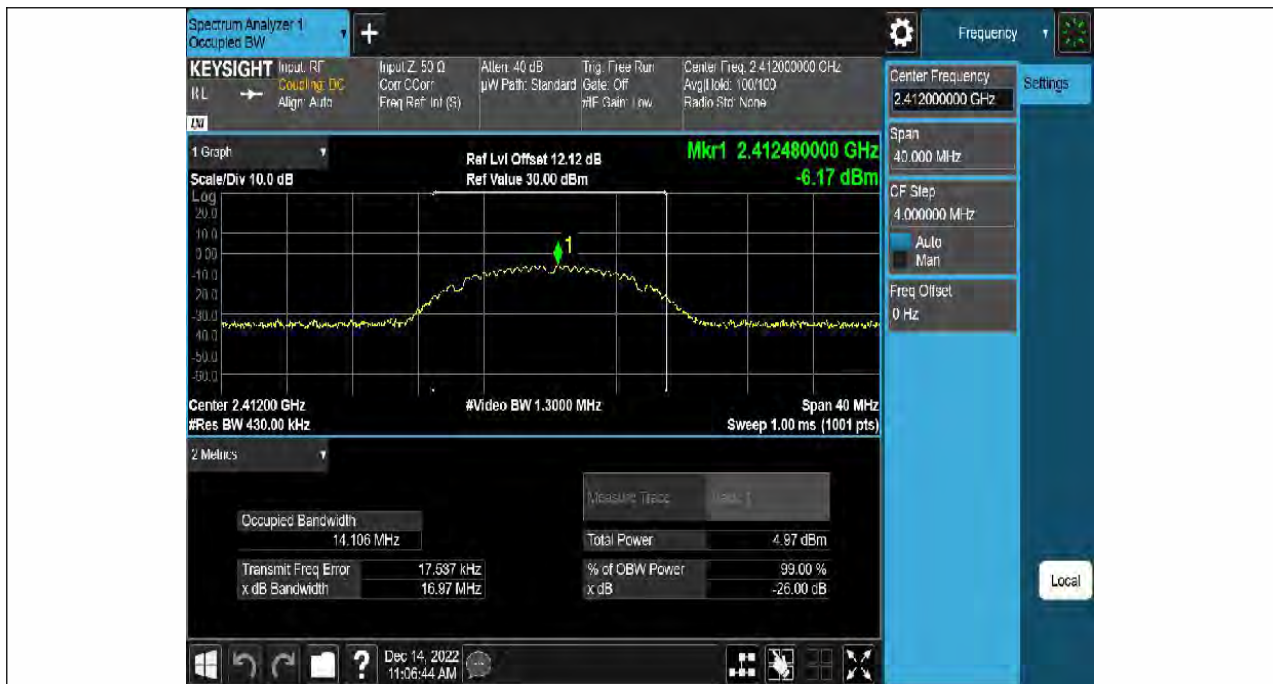 Spectrum Analyzer 1
Occupied BW
+
Frequency
KEYSIGHT
RL
Input: RF
Coupling: DC
Align: Auto
Input Z: 50 Ω
Corr CCorr
Freq Ref: Int (S)
Atten: 40 dB
µW Path: Standard
Trig: Free Run
Gate: Off
#IF Gain: Low
Center Freq: 2.412000000 GHz
Avg|Hold: 100/100
Radio Std: None
LXI
Center Frequency
2.412000000 GHz
Settings
Span
40.000 MHz
CF Step
4.000000 MHz
Auto
Man
Freq Offset
0 Hz
1 Graph
Scale/Div 10.0 dB
Ref Lvl Offset 12.12 dB
Ref Value 30.00 dBm
Mkr1 2.412480000 GHz
-6.17 dBm
Log
20.0
10.0
0.00
-10.0
-20.0
-30.0
-40.0
-50.0
-60.0
1
Center 2.41200 GHz
#Video BW 1.3000 MHz
Span 40 MHz
#Res BW 430.00 kHz
Sweep 1.00 ms (1001 pts)
2 Metrics
Measure Trace
Trace 1
Occupied Bandwidth
14.106 MHz
Total Power
4.97 dBm
Transmit Freq Error
17.537 kHz
% of OBW Power
99.00 %
x dB Bandwidth
16.97 MHz
x dB
-26.00 dB
Local
?
Dec 14, 2022
11:06:44 AM